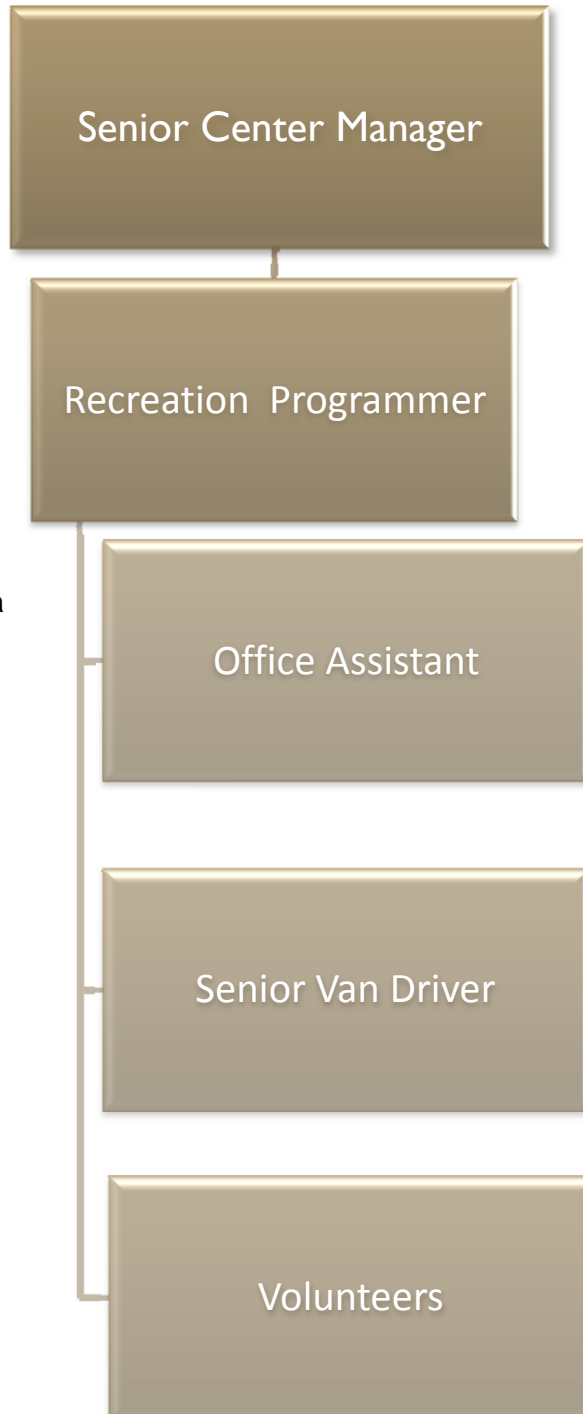 Senior Center Manager
Recreation Programmer
Office Assistant
Senior Van Driver
Volunteers